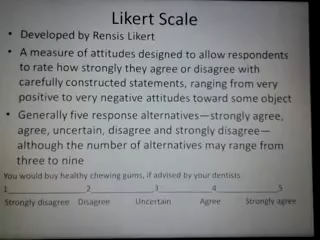 Likert Scale
• Developed by Rensis Likert
• A measure of attitudes designed to allow respondents
to rate how strongly they agree or disagree with
carefully constructed statements, ranging from very
positive to very negative attitudes toward some object
• Generally five response alternatives—strongly agree,
agree, uncertain, disagree and strongly disagree—
although the number of alternatives may range from
three to nine
You would buy healthy chewing gums, if advised by your dentists
1 2 3 4 5
Strongly disagree Disagree Uncertain Agree Strongly agree